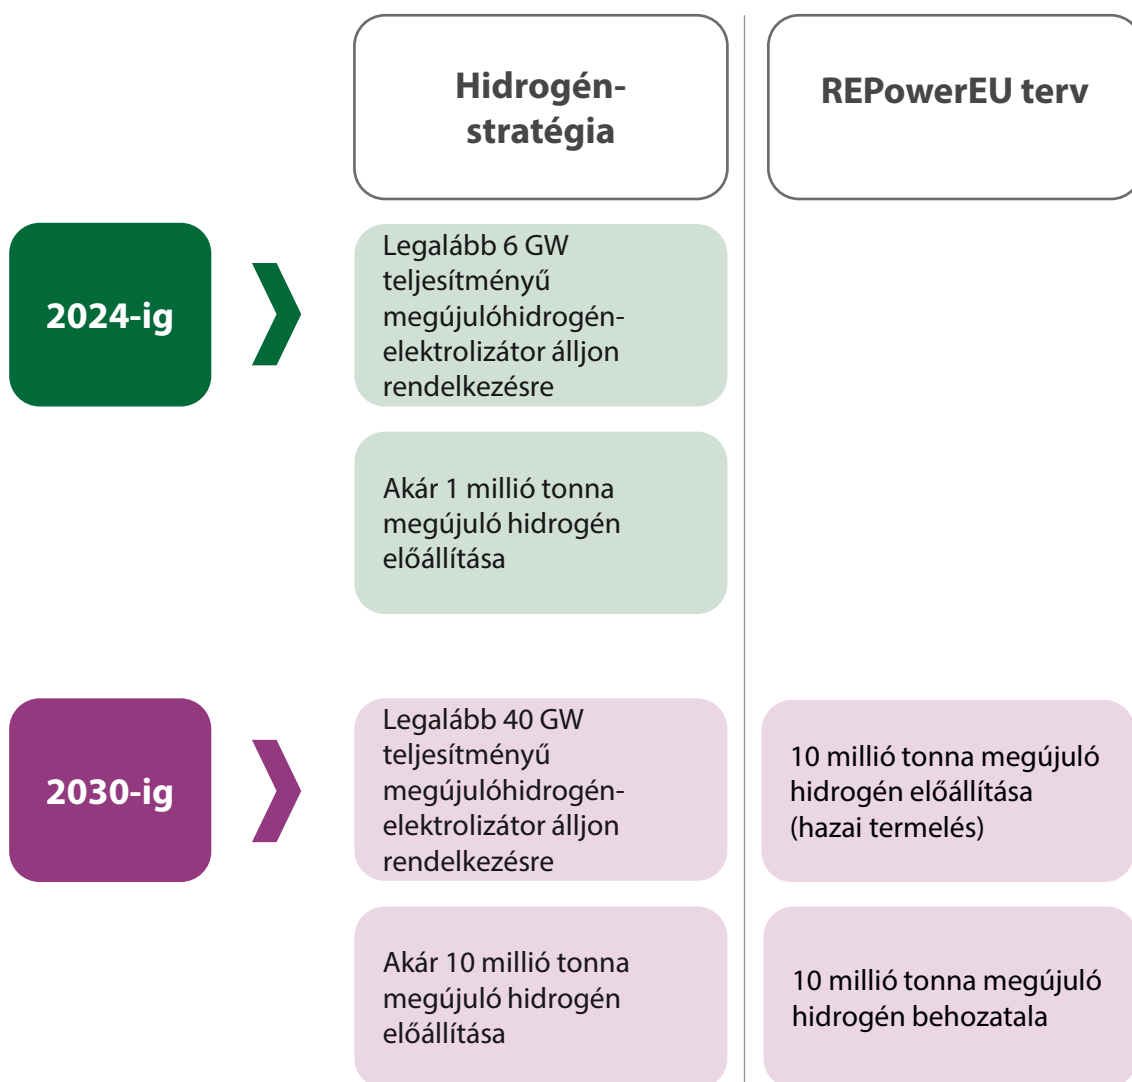 Hidrogén-
stratégia
REPowerEU terv
2024-ig
Legalább 6 GW
teljesítményű
megújulóhidrogén-
elektrolizátor álljon
rendelkezésre
Akár 1 millió tonna
megújuló hidrogén
előállítása
2030-ig
Legalább 40 GW
teljesítményű
megújulóhidrogén-
elektrolizátor álljon
rendelkezésre
10 millió tonna megújuló
hidrogén előállítása
(hazai termelés)
Akár 10 millió tonna
megújuló hidrogén
előállítása
10 millió tonna megújuló
hidrogén behozatala